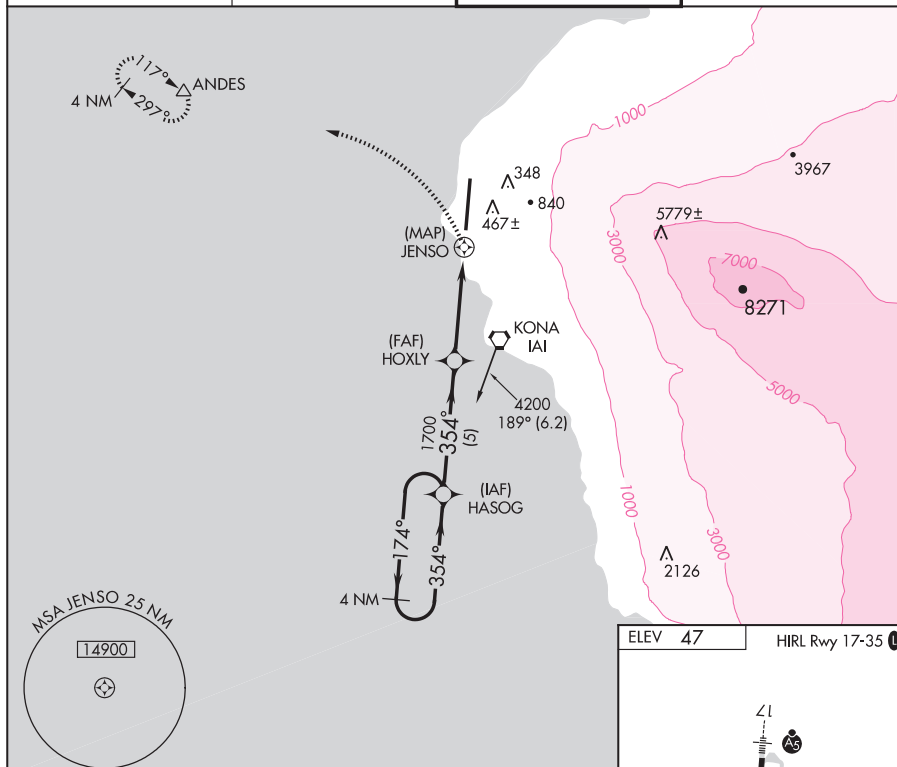 117°
ANDES
4 NM
297°
1000
3967
348
840
467±
5779±
3000
(MAP)
JENSO
7000
8271
KONA
IAI
(FAF)
HOXLY
5000
4200
189° (6.2)
1700
354°
(5)
(IAF)
HASOG
174°
354°
1000
3000
2126
4 NM
MSA JENSO 25 NM
14900
ELEV 47
HIRL Rwy 17-35 L
17
A5